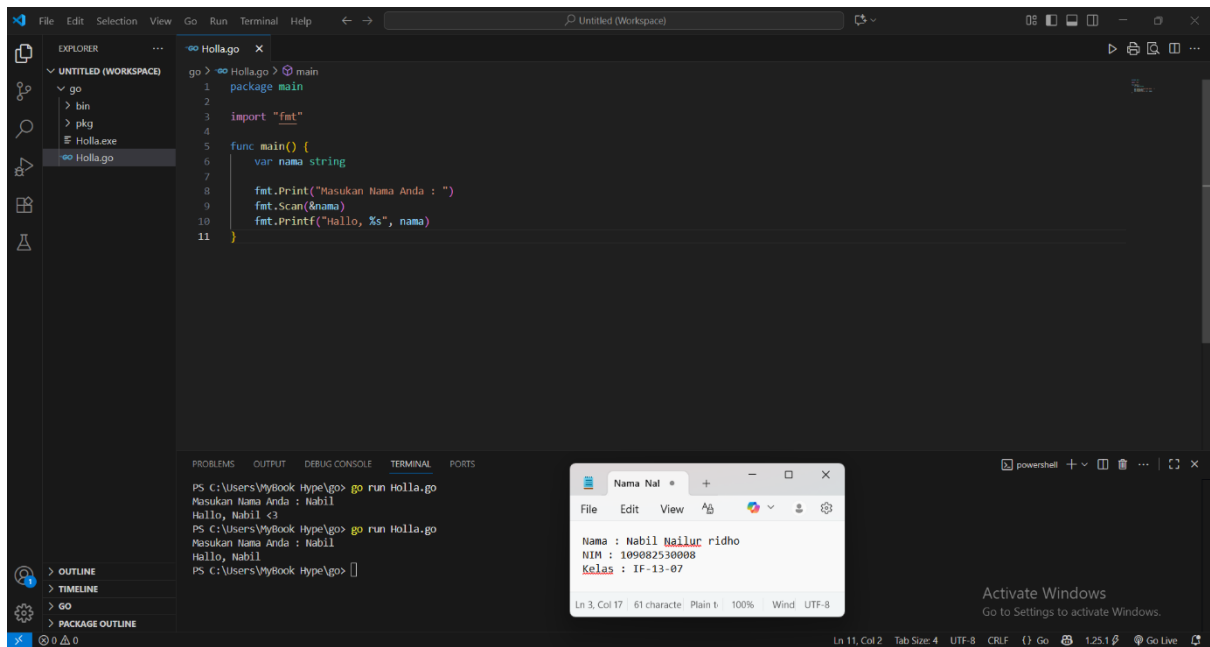 File Edit Selection View Go Run Terminal Help
Untitled (Workspace)
EXPLORER
UNTITLED (WORKSPACE)
go
bin
pkg
Holla.exe
Holla.go
Holla.go
go > Holla.go > main
1 package main
2
3 import "fmt"
4
5 func main() {
6 var nama string
7
8 fmt.Print("Masukan Nama Anda : ")
9 fmt.Scan(&nama)
10 fmt.Printf("Hallo, %s", nama)
11 }
PROBLEMS OUTPUT DEBUG CONSOLE TERMINAL PORTS
powershell
PS C:\Users\MyBook Hype\go> go run Holla.go
Masukan Nama Anda : Nabil
Hallo, Nabil <3
PS C:\Users\MyBook Hype\go> go run Holla.go
Masukan Nama Anda : Nabil
Hallo, Nabil
PS C:\Users\MyBook Hype\go>
Nama Nal
File Edit View
Nama : Nabil Nailur ridho
NIM : 109082530008
Kelas : IF-13-07
Ln 3, Col 17 61 characte Plain t 100% Wind UTF-8
OUTLINE
TIMELINE
GO
PACKAGE OUTLINE
1
Activate Windows
Go to Settings to activate Windows.
0 0
Ln 11, Col 2 Tab Size: 4 UTF-8 CRLF {} Go 1.25.1 Go Live